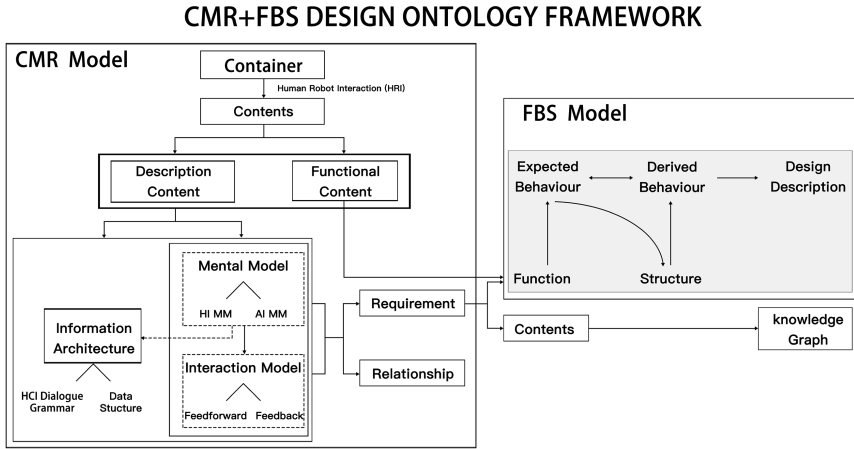 CMR+FBS DESIGN ONTOLOGY FRAMEWORK
CMR Model
Container
Human Robot Interaction (HRI)
Contents
Description
Content
Functional
Content
Mental Model
HI MM
AI MM
Information
Architecture
HCI Dialogue
Grammar
Data
Stucture
Interaction Model
Feedforward
Feedback
Requirement
Relationship
FBS Model
Expected
Behaviour
Derived
Behaviour
Design
Description
Function
Structure
Contents
knowledge
Graph